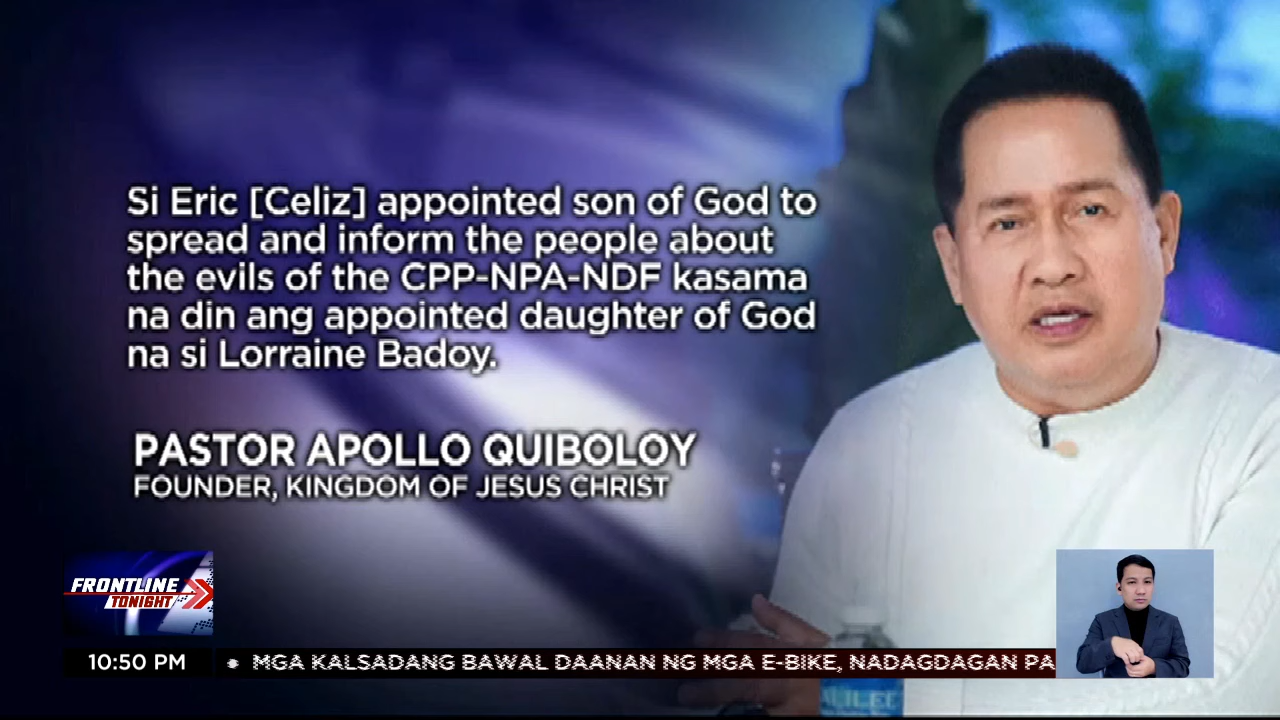 Si Eric [Celiz] appointed son of God to
spread and inform the people about
the evils of the CPP-NPA-NDF kasama
na din ang appointed daughter of God
na si Lorraine Badoy.
PASTOR APOLLO QUIBOLOY
FOUNDER, KINGDOM OF JESUS CHRIST
FRONTLINE
TONIGHT
10:50 PM
MGA KALSADANG BAWAL DAANAN NG MGA E-BIKE, NADAGDAGAN PA